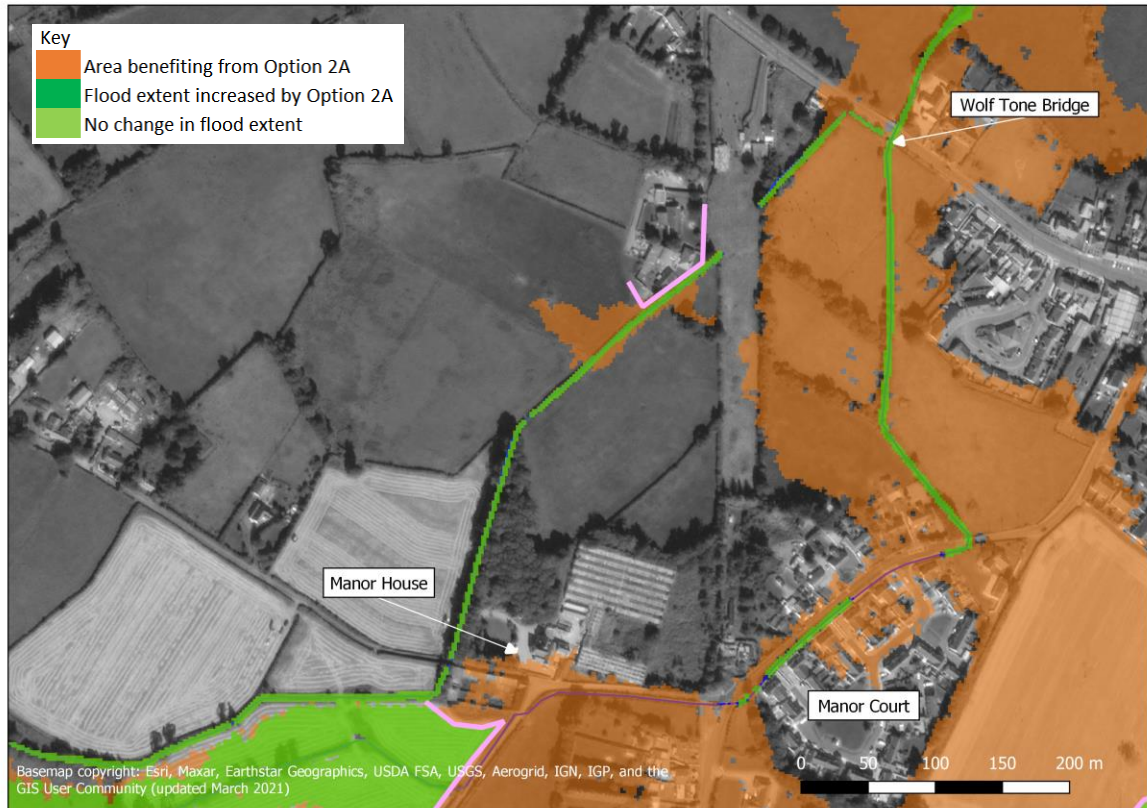 Key
Area benefiting from Option 2A
Flood extent increased by Option 2A
No change in flood extent
Wolf Tone Bridge
Manor House
Manor Court
0 50 100 150 200 m
Basemap copyright: Esri, Maxar, Earthstar Geographics, USDA FSA, USGS, Aerogrid, IGN, IGP, and the
GIS User Community (updated March 2021)